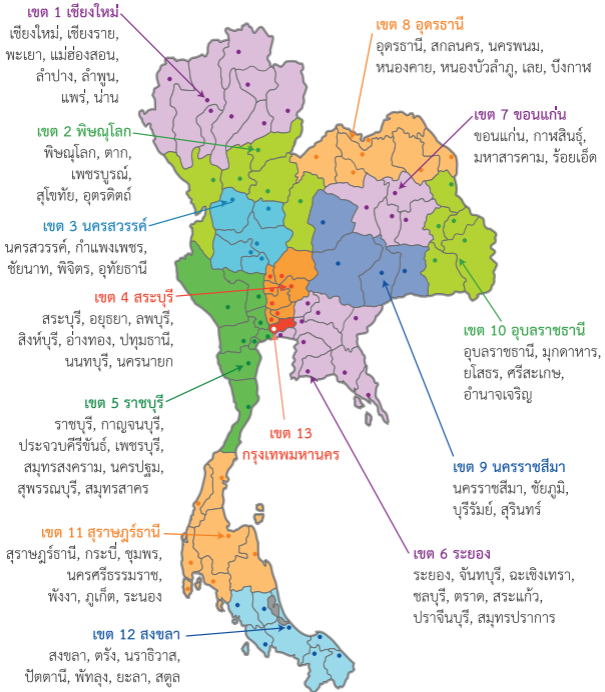 เขต 1 เชียงใหม่
เชียงใหม่, เชียงราย,
พะเยา, แม่ฮ่องสอน,
ลำปาง, ลำพูน,
แพร่, น่าน
เขต 2 พิษณุโลก
พิษณุโลก, ตาก,
เพชรบูรณ์,
สุโขทัย, อุตรดิตถ์
เขต 3 นครสวรรค์
นครสวรรค์, กำแพงเพชร,
ชัยนาท, พิจิตร, อุทัยธานี
เขต 4 สระบุรี
สระบุรี, อยุธยา, ลพบุรี,
สิงห์บุรี, อ่างทอง, ปทุมธานี,
นนทบุรี, นครนายก
เขต 5 ราชบุรี
ราชบุรี, กาญจนบุรี,
ประจวบคีรีขันธ์, เพชรบุรี,
สมุทรสงคราม, นครปฐม,
สุพรรณบุรี, สมุทรสาคร
เขต 11 สุราษฎร์ธานี
สุราษฎร์ธานี, กระบี่, ชุมพร,
นครศรีธรรมราช,
พังงา, ภูเก็ต, ระนอง
เขต 12 สงขลา
สงขลา, ตรัง, นราธิวาส,
ปัตตานี, พัทลุง, ยะลา, สตูล
เขต 8 อุดรธานี
อุดรธานี, สกลนคร, นครพนม,
หนองคาย, หนองบัวลำภู, เลย, บึงกาฬ
เขต 7 ขอนแก่น
ขอนแก่น, กาฬสินธุ์,
มหาสารคาม, ร้อยเอ็ด
เขต 10 อุบลราชธานี
อุบลราชธานี, มุกดาหาร,
ยโสธร, ศรีสะเกษ,
อำนาจเจริญ
เขต 13
กรุงเทพมหานคร
เขต 9 นครราชสีมา
นครราชสีมา, ชัยภูมิ,
บุรีรัมย์, สุรินทร์
เขต 6 ระยอง
ระยอง, จันทบุรี, ฉะเชิงเทรา,
ชลบุรี, ตราด, สระแก้ว,
ปราจีนบุรี, สมุทรปราการ